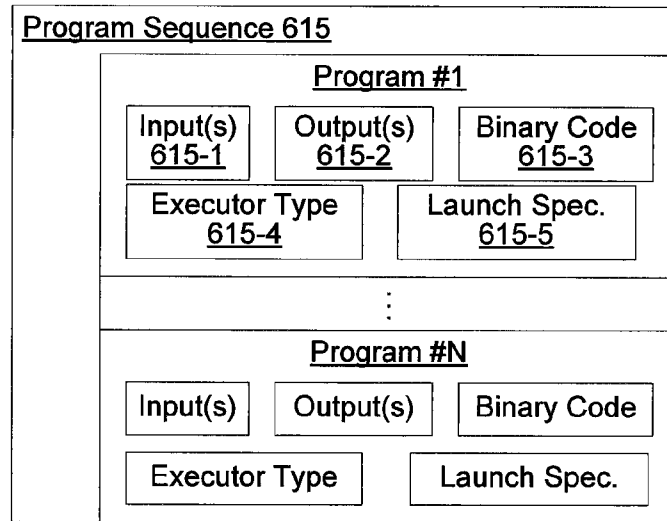 Program Sequence 615
Program #1
Input(s) Output(s) Binary Code
615-1 615-2 615-3
Executor Type Launch Spec.
615-4 615-5
⋮
Program #N
Input(s) Output(s) Binary Code
Executor Type Launch Spec.